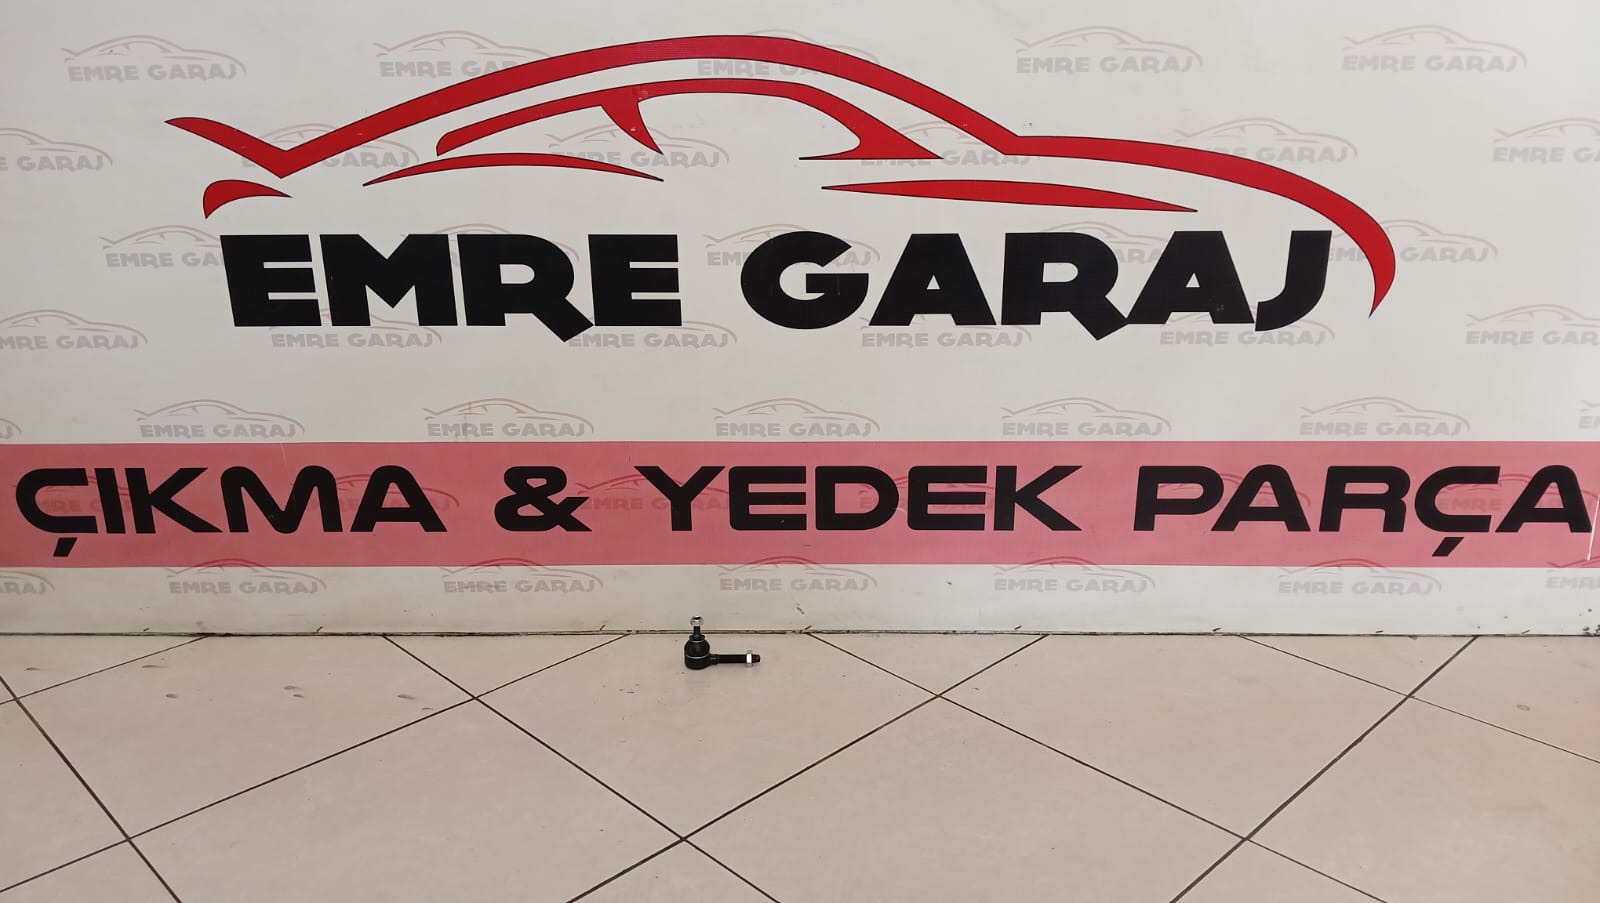 EMRE GARAJ
ÇIKMA & YEDEK PARÇA